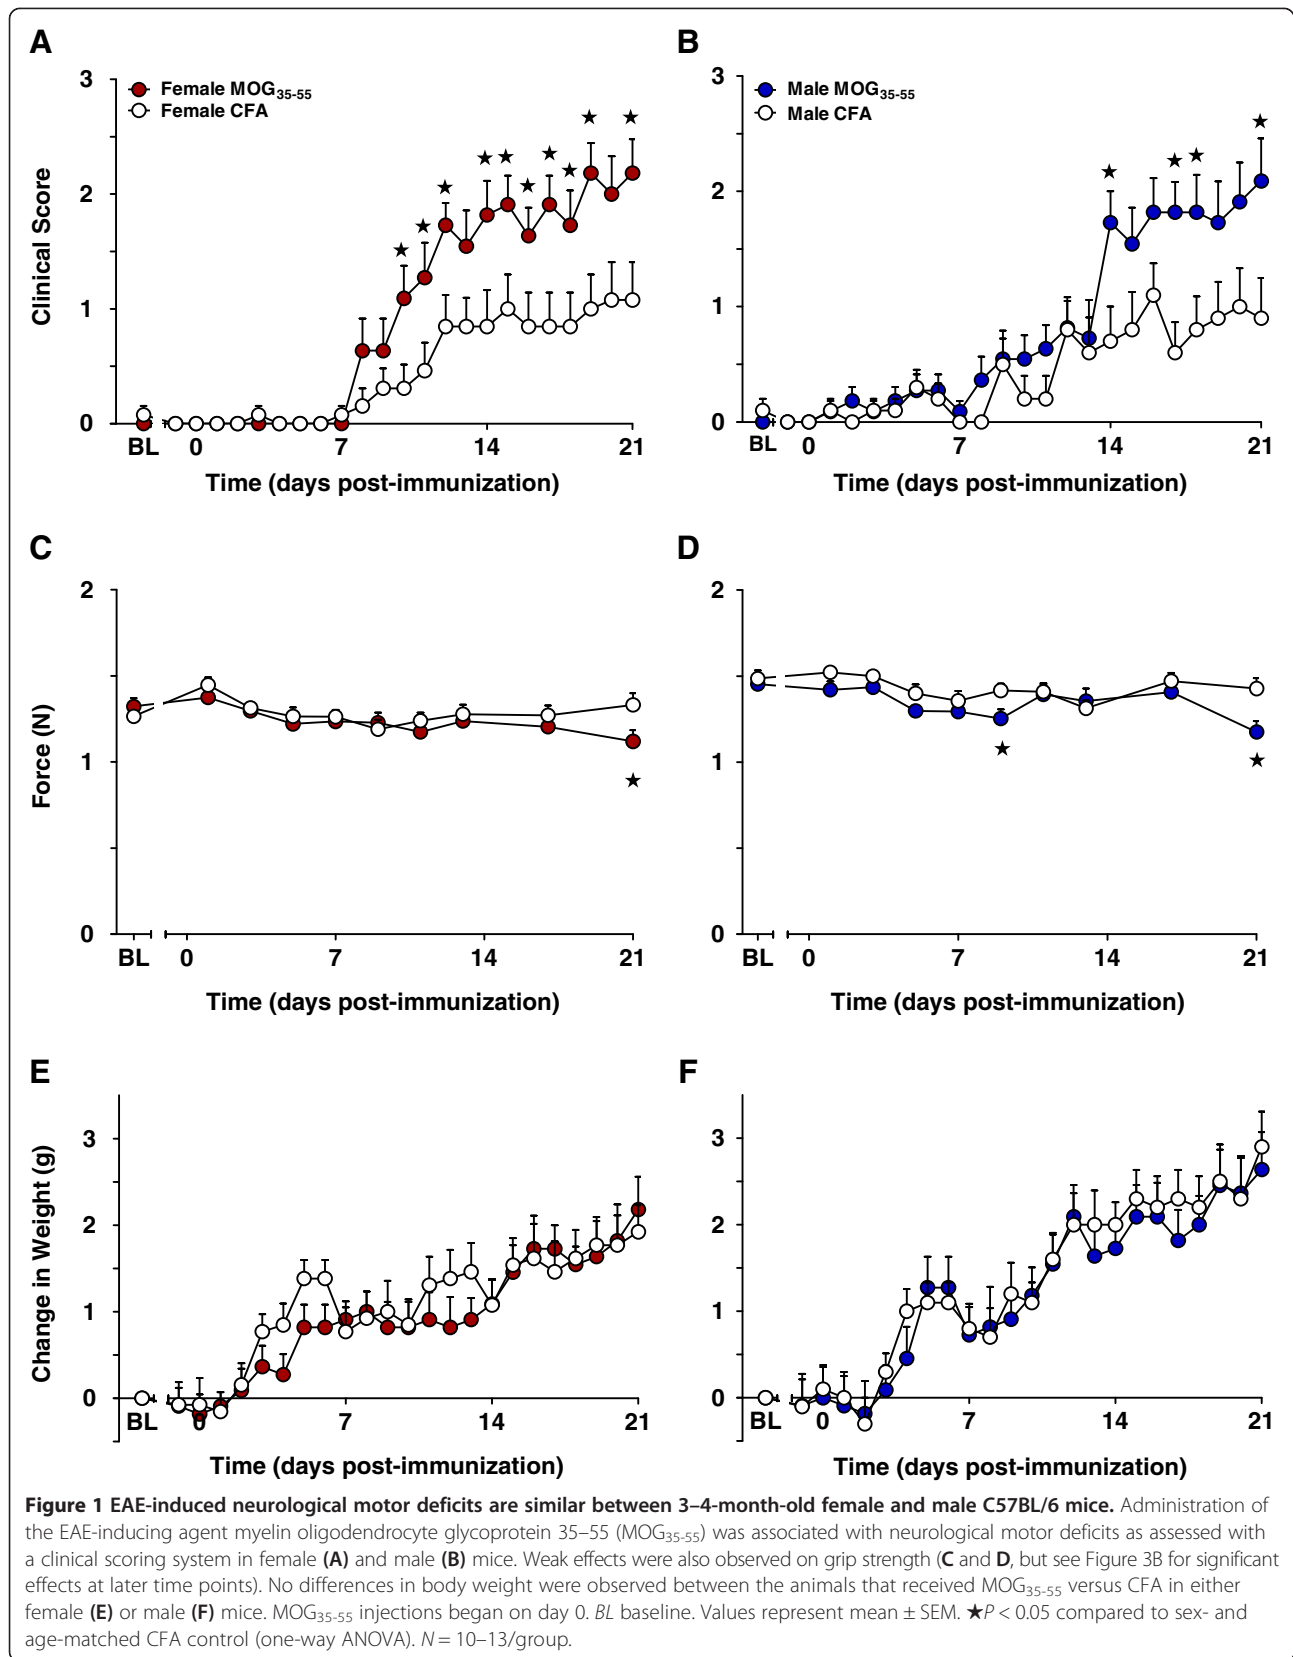 A
B
3
2
1
0
Clinical Score
Female MOG35-55
Female CFA
★ ★ ★ ★ ★ ★ ★ ★ ★ ★
BL 0 7 14 21
Time (days post-immunization)
3
2
1
0
Male MOG35-55
Male CFA
★ ★ ★ ★
BL 0 7 14 21
Time (days post-immunization)
C
D
2
1
0
Force (N)
★
BL 0 7 14 21
Time (days post-immunization)
2
1
0
★ ★
BL 0 7 14 21
Time (days post-immunization)
E
F
3
2
1
0
Change in Weight (g)
BL 0 7 14 21
Time (days post-immunization)
3
2
1
0
BL 0 7 14 21
Time (days post-immunization)
Figure 1 EAE-induced neurological motor deficits are similar between 3–4-month-old female and male C57BL/6 mice. Administration of
the EAE-inducing agent myelin oligodendrocyte glycoprotein 35–55 (MOG35-55) was associated with neurological motor deficits as assessed with
a clinical scoring system in female (A) and male (B) mice. Weak effects were also observed on grip strength (C and D, but see Figure 3B for significant
effects at later time points). No differences in body weight were observed between the animals that received MOG35-55 versus CFA in either
female (E) or male (F) mice. MOG35-55 injections began on day 0. BL baseline. Values represent mean ± SEM. ★P < 0.05 compared to sex- and
age-matched CFA control (one-way ANOVA). N = 10–13/group.